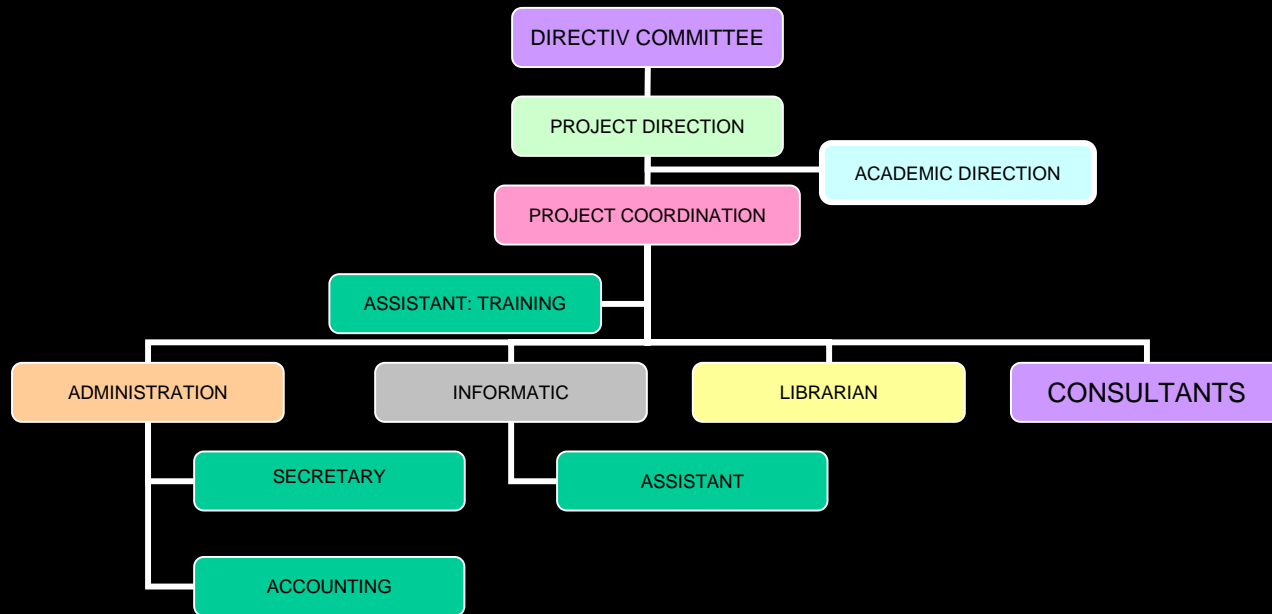 DIRECTIV COMMITTEE
PROJECT DIRECTION
ACADEMIC DIRECTION
PROJECT COORDINATION
ASSISTANT: TRAINING
ADMINISTRATION
INFORMATIC
LIBRARIAN
CONSULTANTS
SECRETARY
ASSISTANT
ACCOUNTING